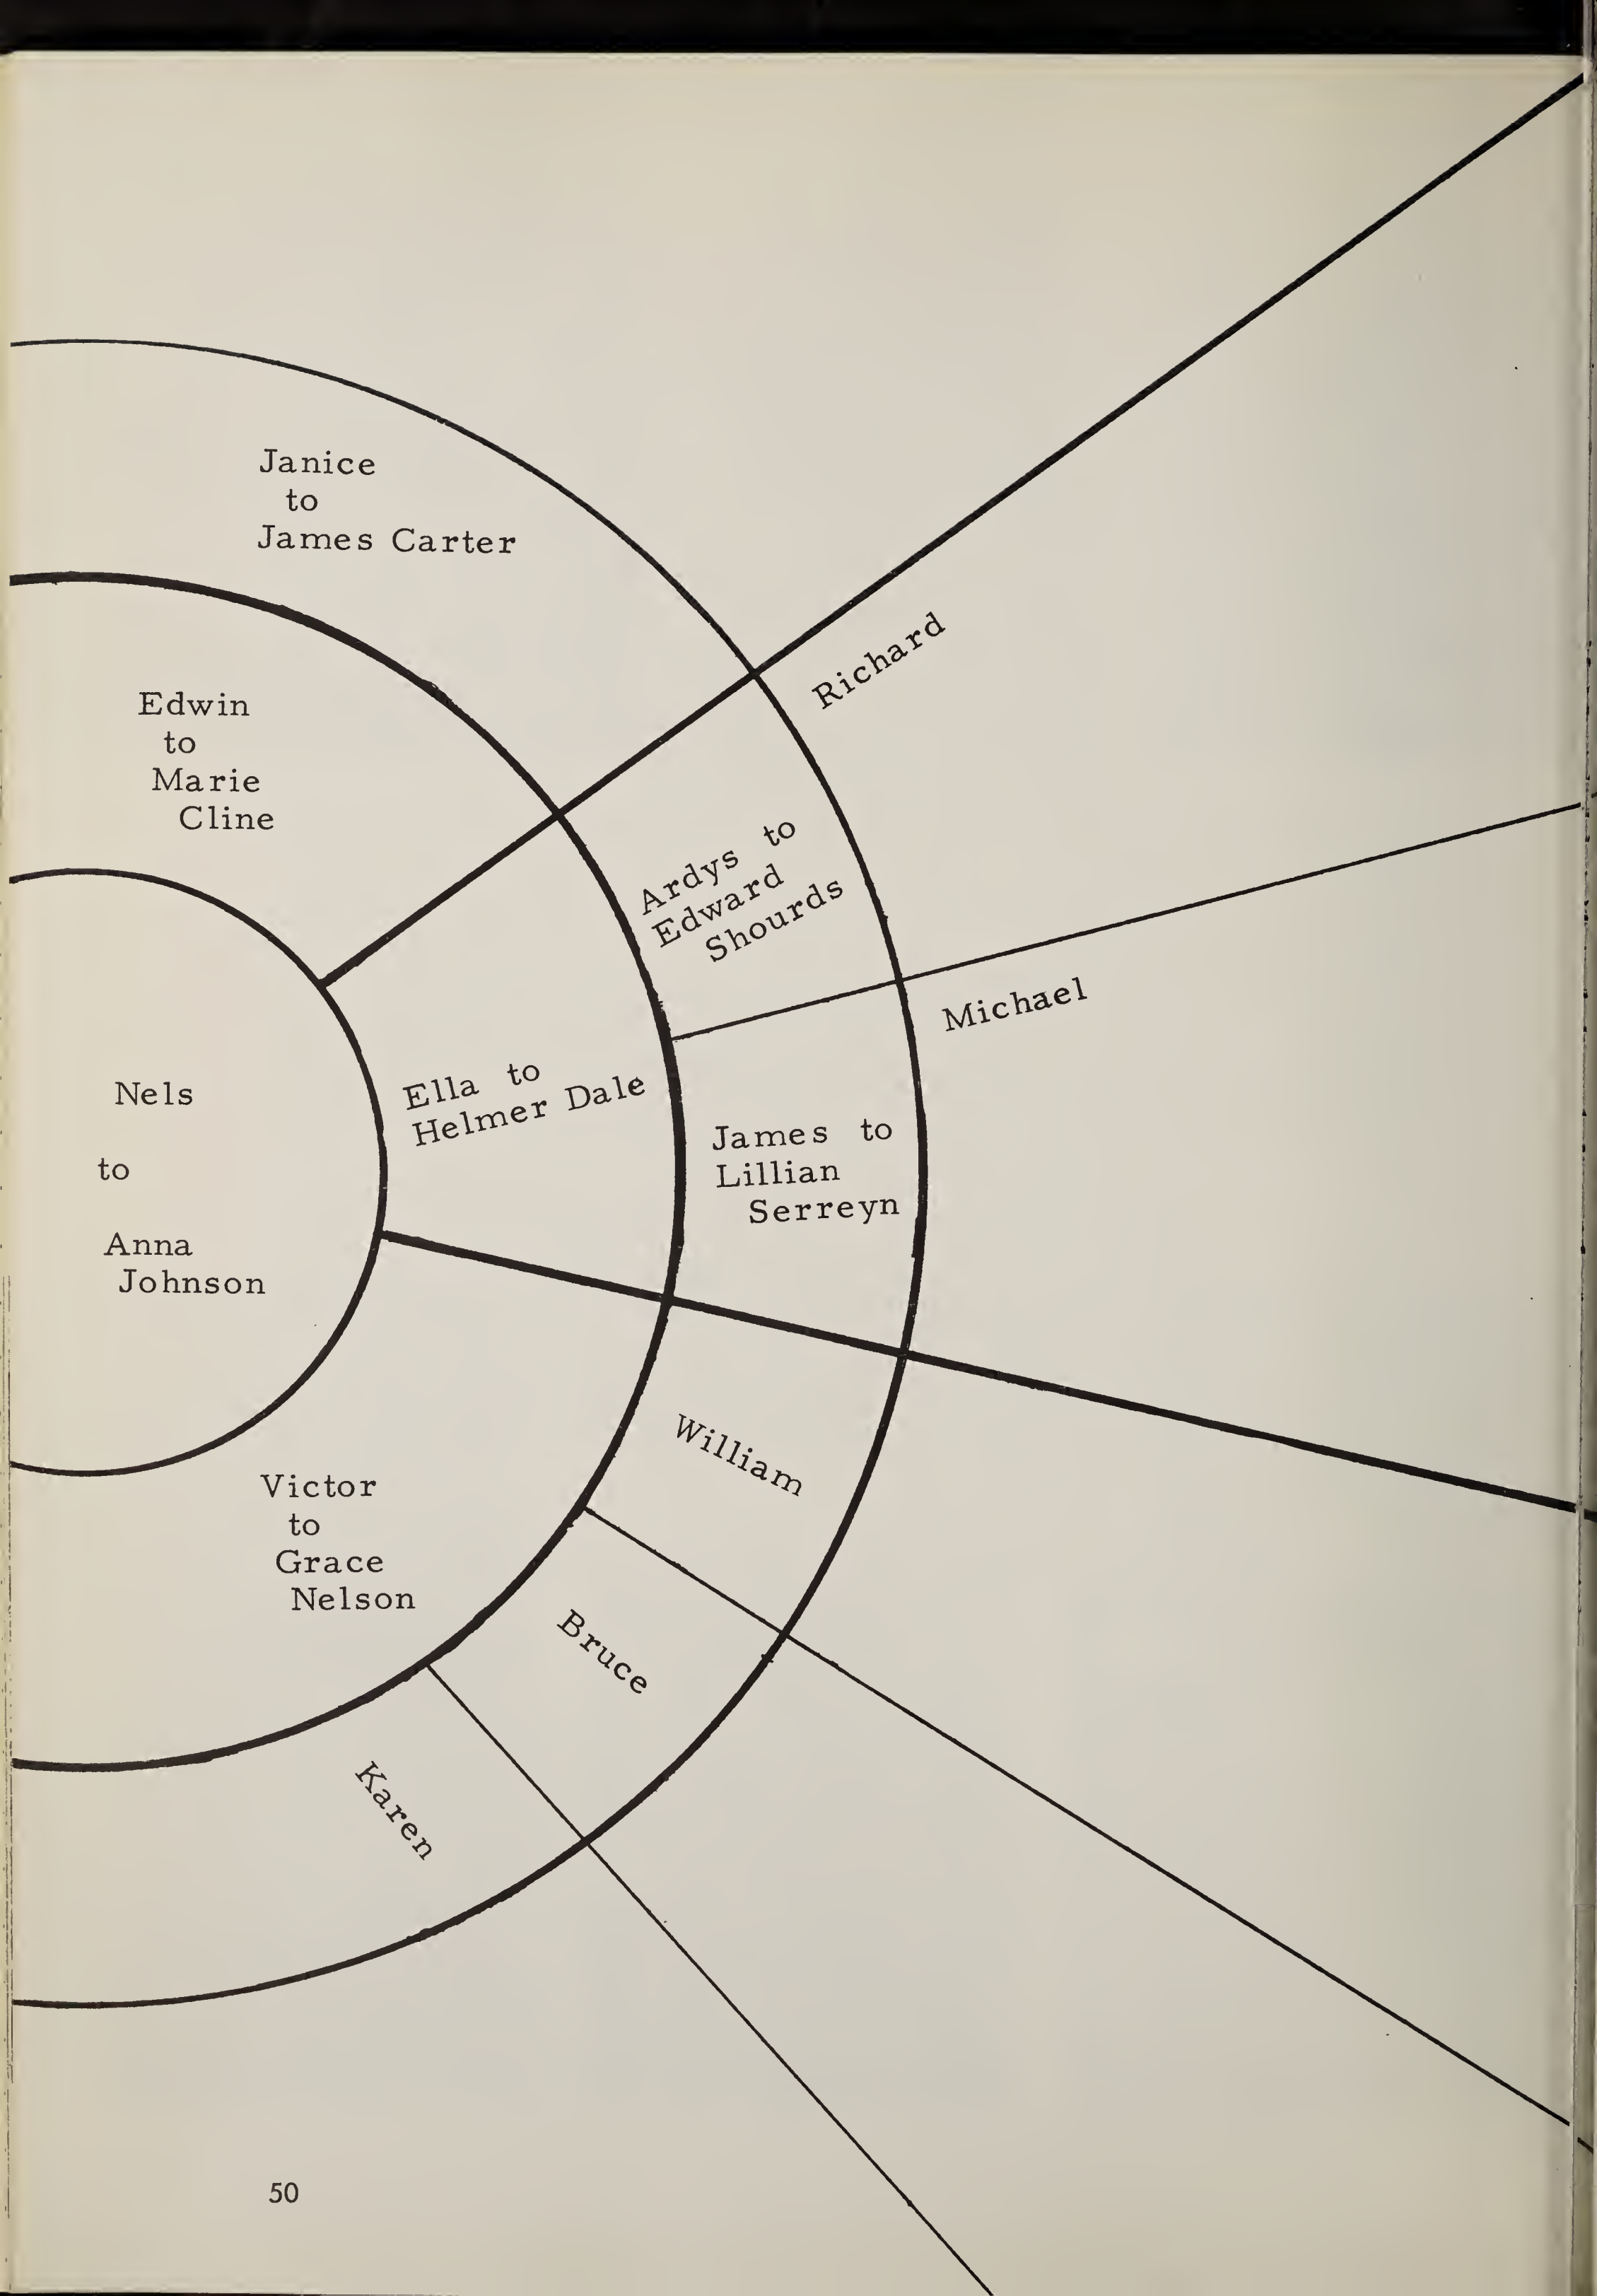 Janice
to
James Carter
Edwin
to
Marie
Cline
Richard
Ardys to
Edward
Shourds
Michael
Ella to
Helmer Dale
Nels
to
Anna
Johnson
James to
Lillian
Serreyn
William
Victor
to
Grace
Nelson
Bruce
Karen
50